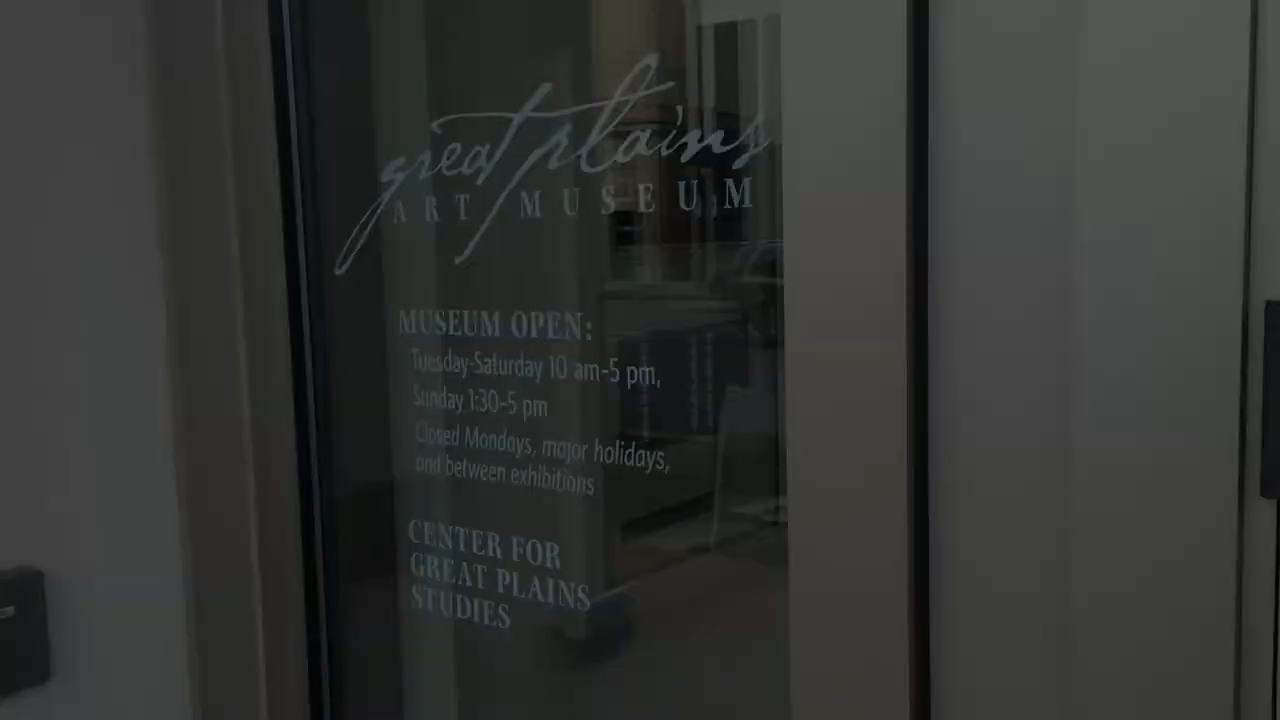 great plains
ART MUSEUM
MUSEUM OPEN:
Tuesday-Saturday 10 am-5 pm,
Sunday 1:30-5 pm
Closed Mondays, major holidays,
and between exhibitions
CENTER FOR
GREAT PLAINS
STUDIES